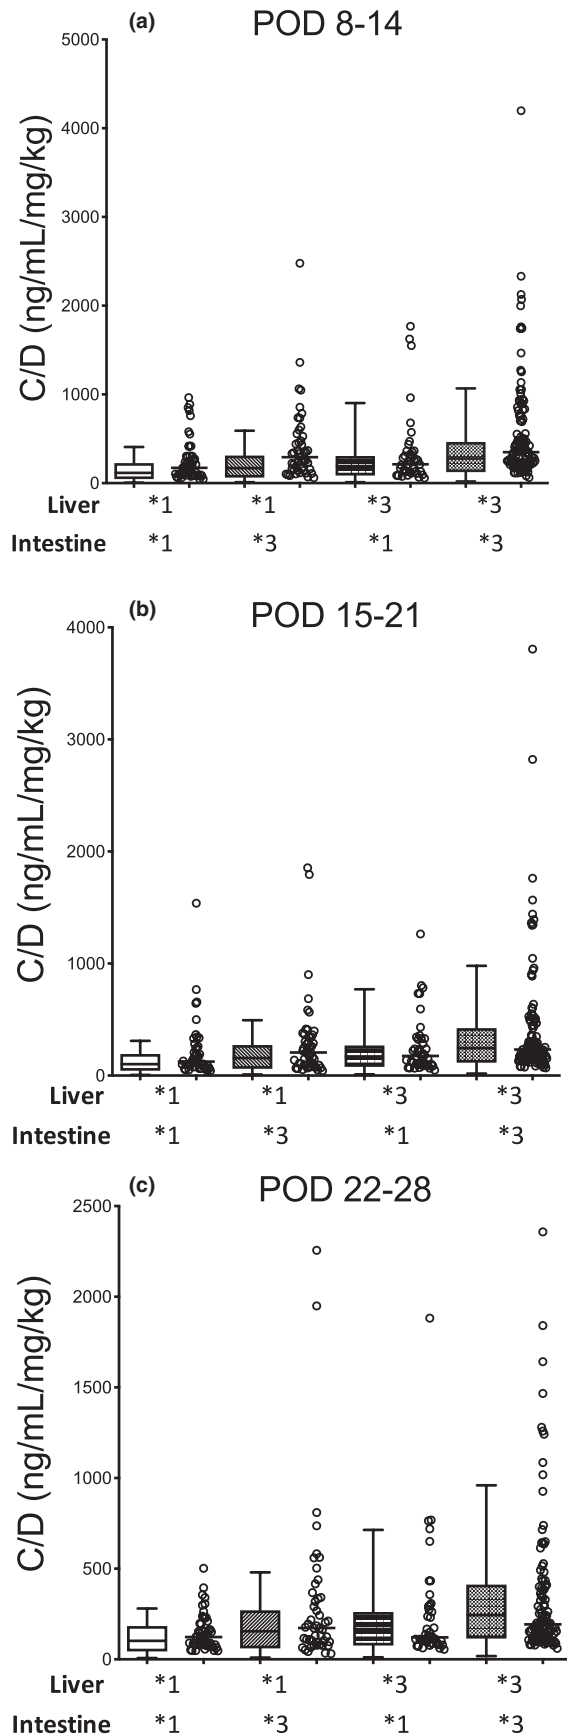 (a) POD 8-14
5000
4000
3000
2000
1000
0
C/D (ng/mL/mg/kg)
Liver *1 *1 *3 *3
Intestine *1 *3 *1 *3
(b) POD 15-21
4000
3000
2000
1000
0
C/D (ng/mL/mg/kg)
Liver *1 *1 *3 *3
Intestine *1 *3 *1 *3
(c) POD 22-28
2500
2000
1500
1000
500
0
C/D (ng/mL/mg/kg)
Liver *1 *1 *3 *3
Intestine *1 *3 *1 *3